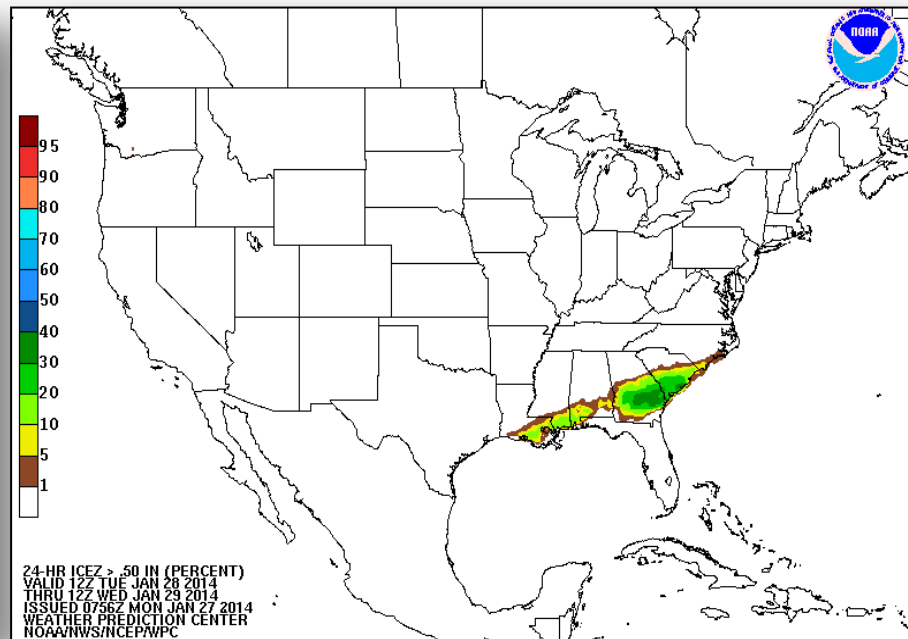 NOAA
95
90
80
70
60
50
40
30
20
10
5
1
24-HR ICEZ > .50 IN (PERCENT)
VALID 12Z TUE JAN 28 2014
THRU 12Z WED JAN 29 2014
ISSUED 0756Z MON JAN 27 2014
WEATHER PREDICTION CENTER
NOAA/NWS/NCEP/WPC